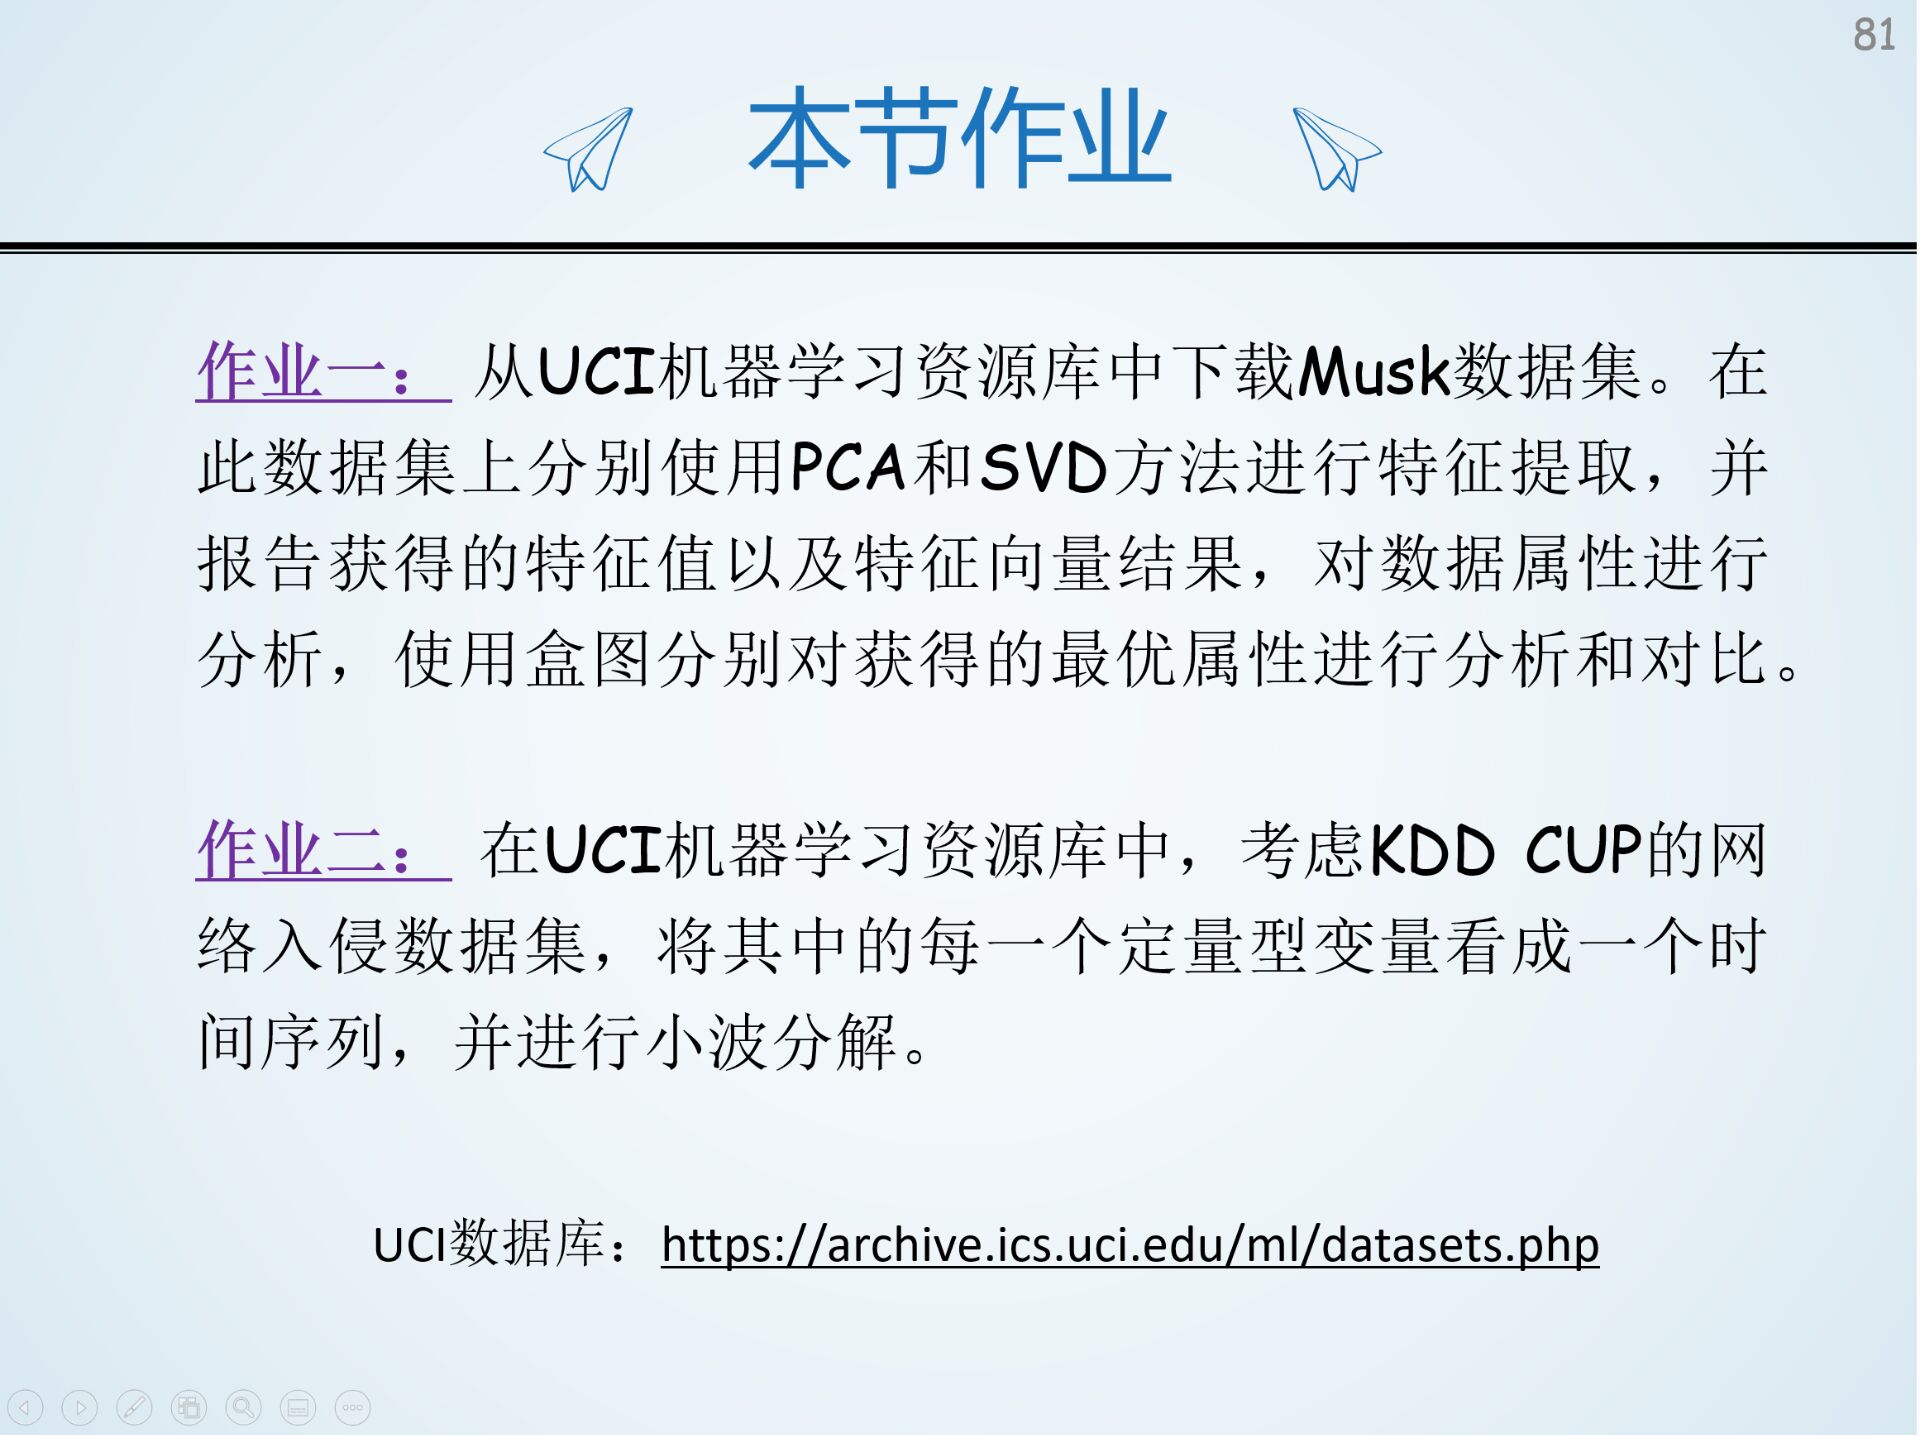 81
本节作业
作业一： 从UCI机器学习资源库中下载Musk数据集。在
此数据集上分别使用PCA和SVD方法进行特征提取，并
报告获得的特征值以及特征向量结果，对数据属性进行
分析，使用盒图分别对获得的最优属性进行分析和对比。
作业二： 在UCI机器学习资源库中，考虑KDD CUP的网
络入侵数据集，将其中的每一个定量型变量看成一个时
间序列，并进行小波分解。
UCI数据库：https://archive.ics.uci.edu/ml/datasets.php